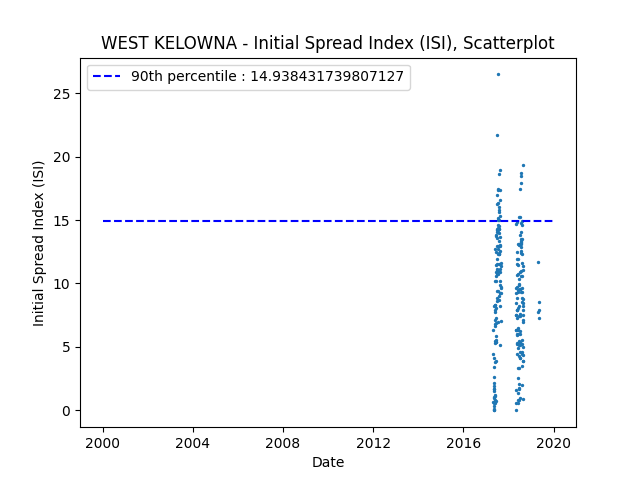 WEST KELOWNA - Initial Spread Index (ISI), Scatterplot
90th percentile : 14.938431739807127
Initial Spread Index (ISI)
25
20
15
10
5
0
2000 2004 2008 2012 2016 2020
Date